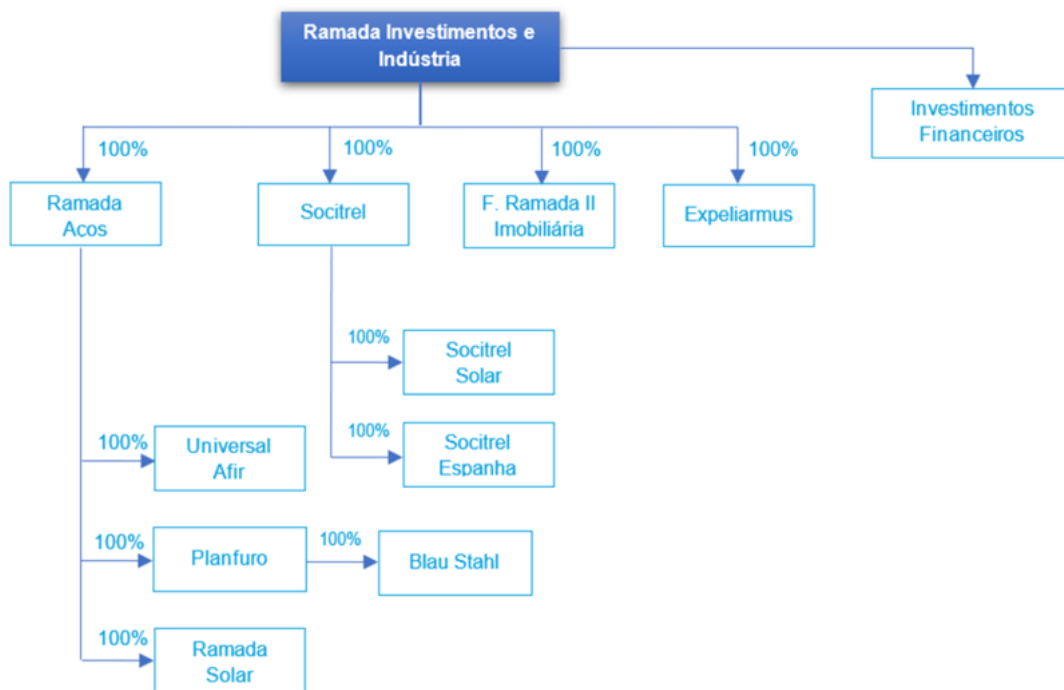 Ramada Investimentos e
Indústria
Investimentos
Financeiros
100%
100%
100%
100%
Ramada
Acos
Socitrel
F. Ramada II
Imobiliária
Expeliarmus
100%
Socitrel
Solar
100%
Socitrel
Espanha
100%
Universal
Afir
100%
Planfuro
100%
Blau Stahl
100%
Ramada
Solar